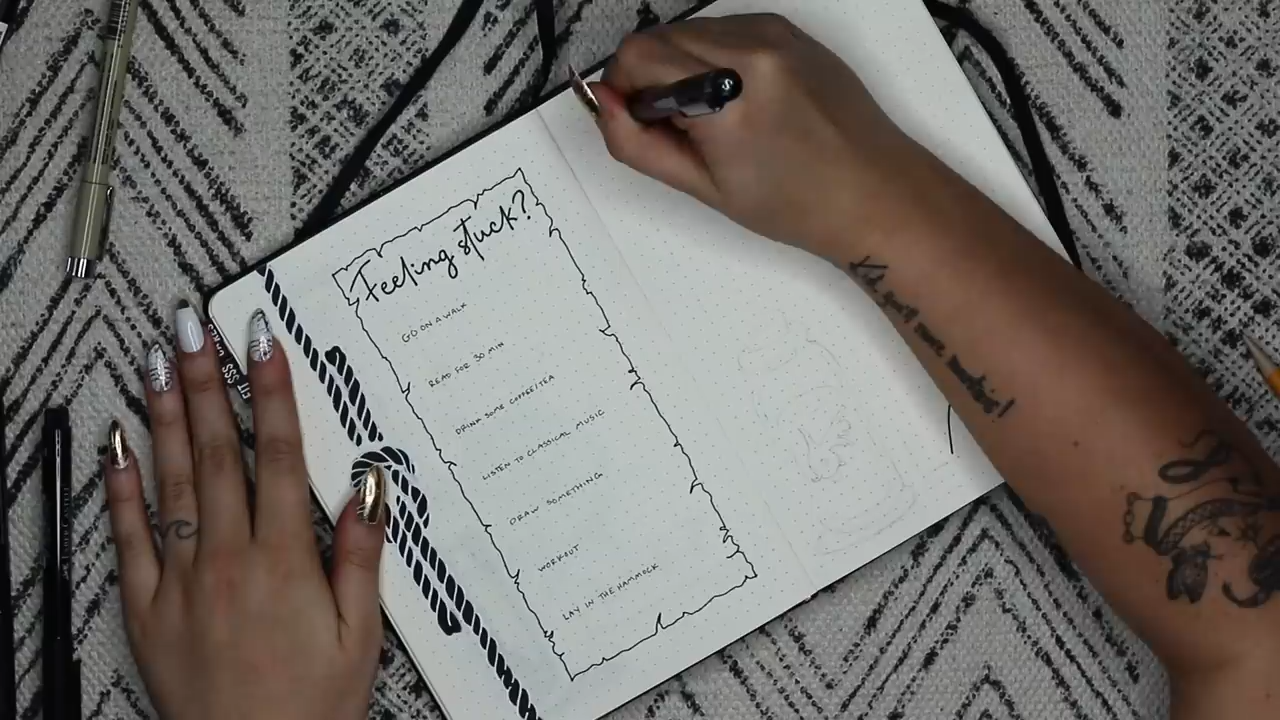 Feeling stuck?
GO ON A WALK
READ FOR 30 MIN
DRINK SOME COFFEE/TEA
LISTEN TO CLASSICAL MUSIC
DRAW SOMETHING
WORKOUT
LAY IN THE HAMMOCK